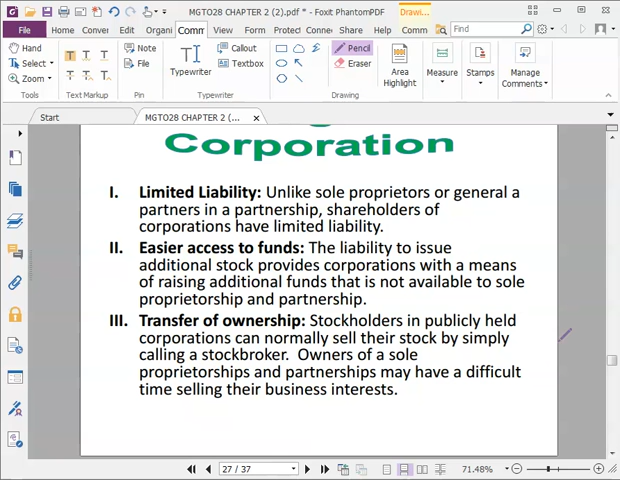 MGTO28 CHAPTER 2 (2).pdf * - Foxit PhantomPDF
Drawi...
File
Home
Conver
Edit
Organi
Comm
View
Form
Protect
Connec
Share
Help
Comm
Find
Hand
Select
Zoom
Tools
Text Markup
Note
File
Pin
Typewriter
Callout
Textbox
Typewriter
Pencil
Eraser
Drawing
Area
Highlight
Measure
Stamps
Manage
Comments
Start
MGTO28 CHAPTER 2 (...
Corporation
I. Limited Liability: Unlike sole proprietors or general a
partners in a partnership, shareholders of
corporations have limited liability.
II. Easier access to funds: The liability to issue
additional stock provides corporations with a means
of raising additional funds that is not available to sole
proprietorship and partnership.
III. Transfer of ownership: Stockholders in publicly held
corporations can normally sell their stock by simply
calling a stockbroker. Owners of a sole
proprietorships and partnerships may have a difficult
time selling their business interests.
27 / 37
71.48%